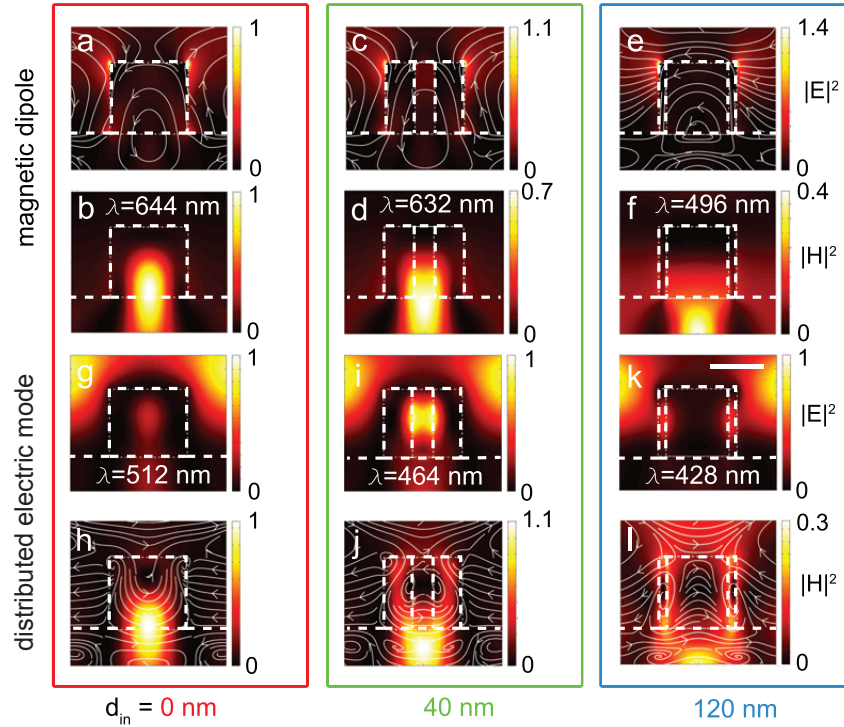 magnetic dipole
distributed electric mode
a
1
0
c
1.1
0
e
1.4
|E|²
0
b
λ=644 nm
1
0
d
λ=632 nm
0.7
0
f
λ=496 nm
0.4
|H|²
0
g
λ=512 nm
1
0
i
λ=464 nm
1
0
k
λ=428 nm
1
|E|²
0
h
1
0
j
1.1
0
l
0.3
|H|²
0
d_in = 0 nm
40 nm
120 nm